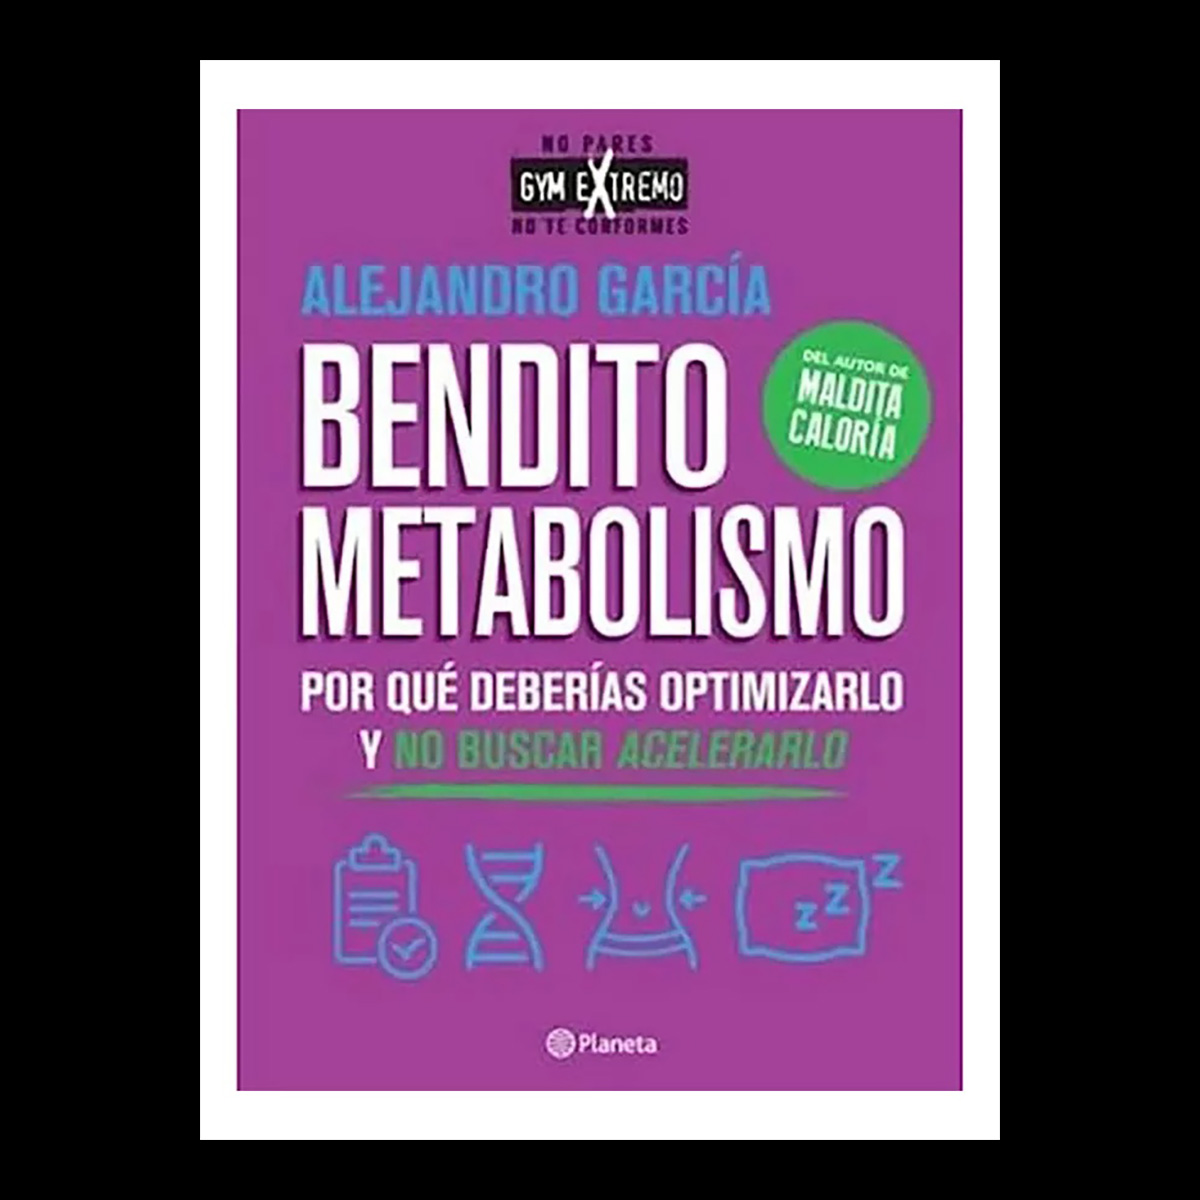 NO PARES
GYM EXTREMO
NO TE CONFORMES
ALEJANDRO GARCÍA
BENDITO
METABOLISMO
DEL AUTOR DE
MALDITA
CALORÍA
POR QUÉ DEBERÍAS OPTIMIZARLO
Y NO BUSCAR ACELERARLO
z z z
Planeta